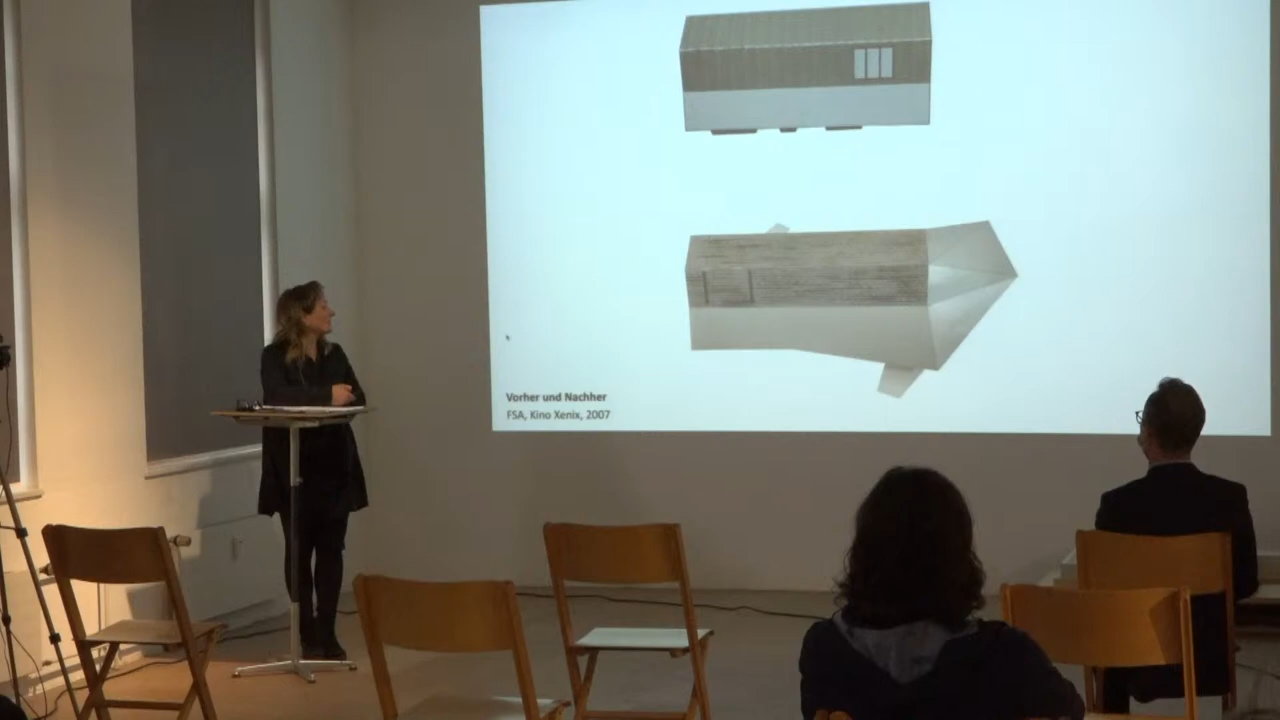 Vorher und Nachher
FSA, Kino Xenix, 2007